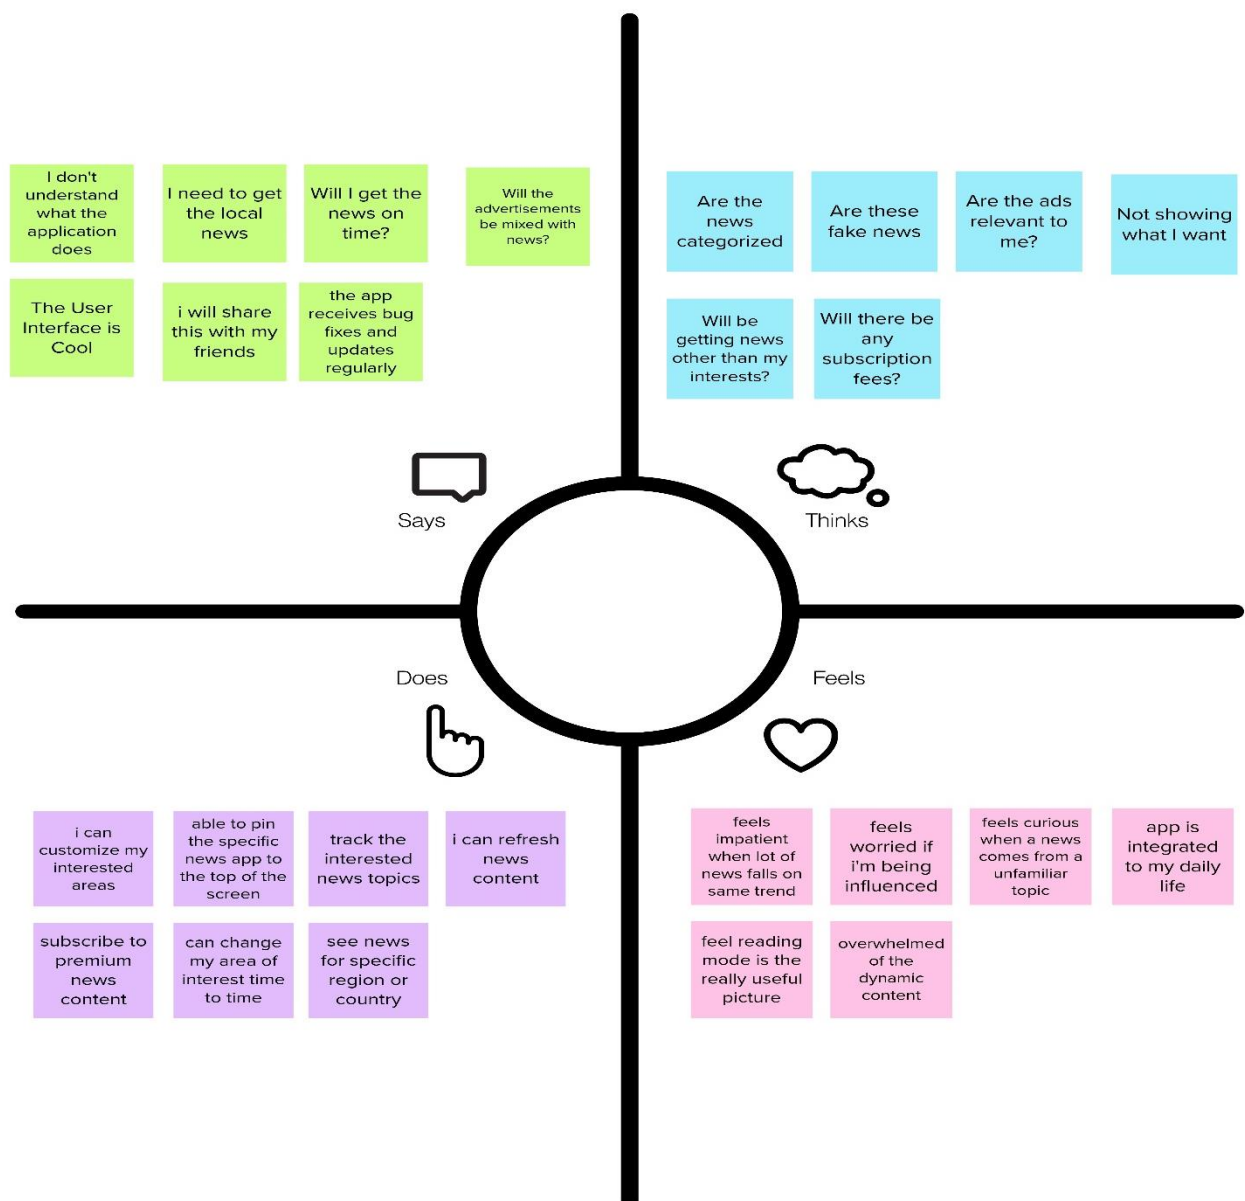 I don't
understand
what the
application
does
I need to get
the local
news
Will I get the
news on
time?
Will the
advertisements
be mixed with
news?
The User
Interface is
Cool
i will share
this with my
friends
the app
receives bug
fixes and
updates
regularly
Says
Are the
news
categorized
Are these
fake news
Are the ads
relevant to
me?
Not showing
what I want
Will be
getting news
other than my
interests?
Will there be
any
subscription
fees?
Thinks
Does
i can
customize my
interested
areas
able to pin
the specific
news app to
the top of the
screen
track the
interested
news topics
i can refresh
news
content
subscribe to
premium
news
content
can change
my area of
interest time
to time
see news
for specific
region or
country
Feels
feels
impatient
when lot of
news falls on
same trend
feels
worried if
i'm being
influenced
feels curious
when a news
comes from a
unfamiliar
topic
app is
integrated
to my daily
life
feel reading
mode is the
really useful
picture
overwhelmed
of the
dynamic
content